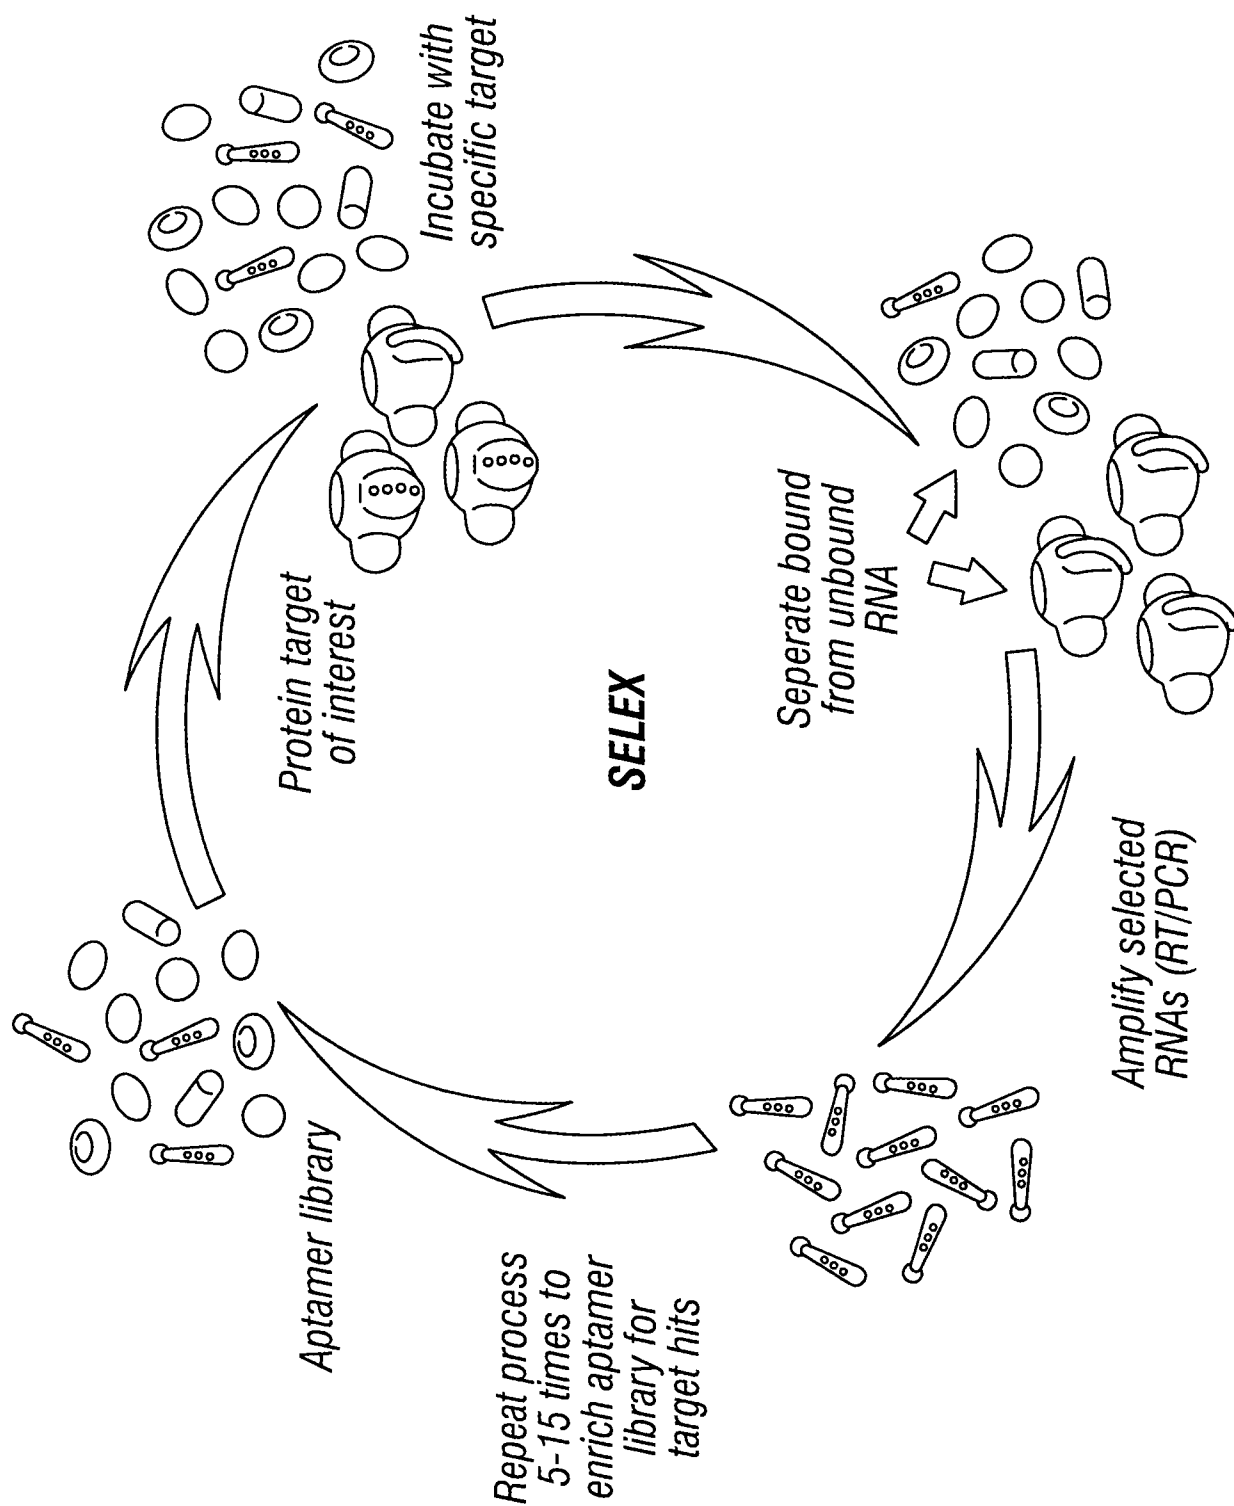 Aptamer library
Protein target
of interest
Incubate with
specific target
SELEX
Seperate bound
from unbound
RNA
Amplify selected
RNAs (RT/PCR)
Repeat process
5-15 times to
enrich aptamer
library for
target hits